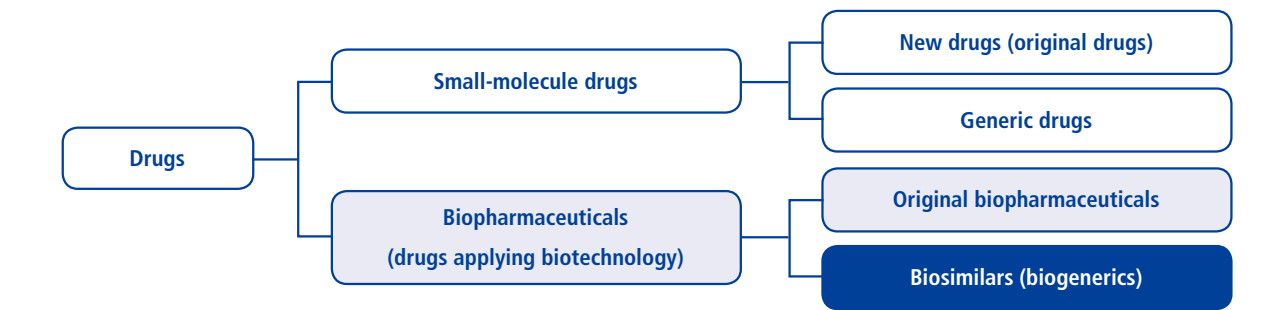 New drugs (original drugs)
Small-molecule drugs
Generic drugs
Drugs
Original biopharmaceuticals
Biopharmaceuticals
(drugs applying biotechnology)
Biosimilars (biogenerics)